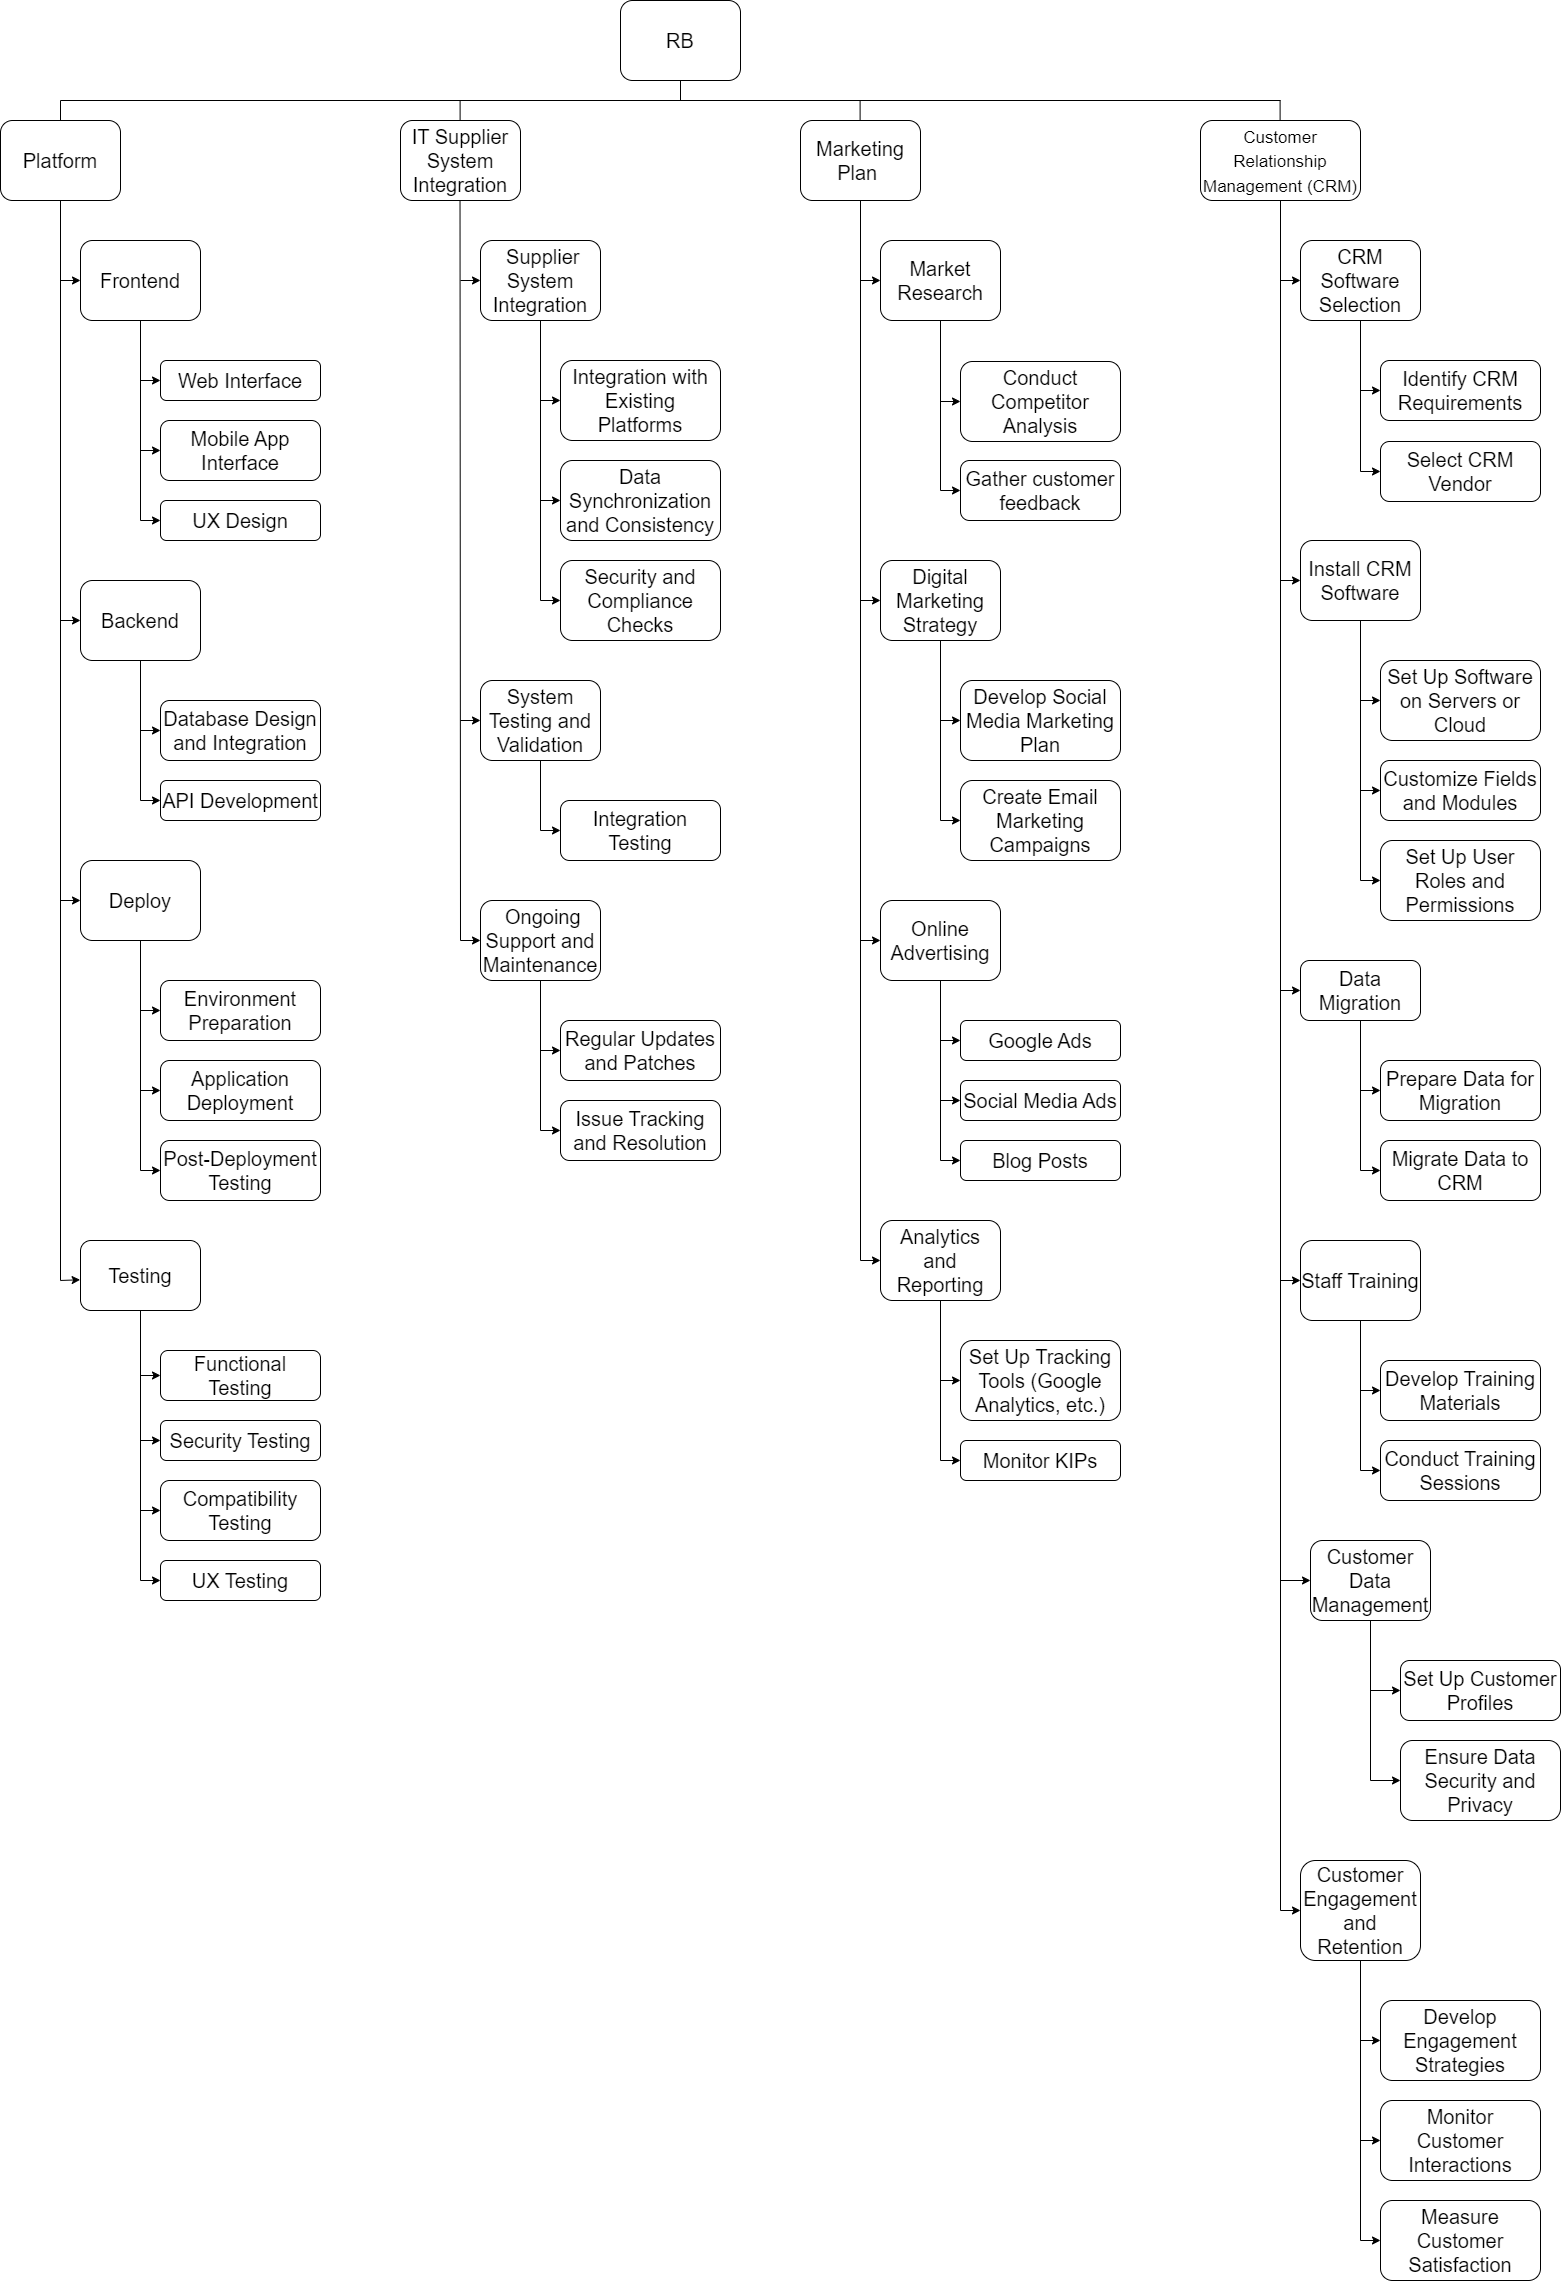 RB
Platform
Frontend
Web Interface
Mobile App
Interface
UX Design
Backend
Database Design
and Integration
API Development
Deploy
Environment
Preparation
Application
Deployment
Post-Deployment
Testing
Testing
Functional
Testing
Security Testing
Compatibility
Testing
UX Testing
IT Supplier
System
Integration
Supplier
System
Integration
Integration with
Existing
Platforms
Data
Synchronization
and Consistency
Security and
Compliance
Checks
System
Testing and
Validation
Integration
Testing
Ongoing
Support and
Maintenance
Regular Updates
and Patches
Issue Tracking
and Resolution
Marketing
Plan
Market
Research
Conduct
Competitor
Analysis
Gather customer
feedback
Digital
Marketing
Strategy
Develop Social
Media Marketing
Plan
Create Email
Marketing
Campaigns
Online
Advertising
Google Ads
Social Media Ads
Blog Posts
Analytics
and
Reporting
Set Up Tracking
Tools (Google
Analytics, etc.)
Monitor KIPs
Customer
Relationship
Management (CRM)
CRM
Software
Selection
Identify CRM
Requirements
Select CRM
Vendor
Install CRM
Software
Set Up Software
on Servers or
Cloud
Customize Fields
and Modules
Set Up User
Roles and
Permissions
Data
Migration
Prepare Data for
Migration
Migrate Data to
CRM
Staff Training
Develop Training
Materials
Conduct Training
Sessions
Customer
Data
Management
Set Up Customer
Profiles
Ensure Data
Security and
Privacy
Customer
Engagement
and
Retention
Develop
Engagement
Strategies
Monitor
Customer
Interactions
Measure
Customer
Satisfaction